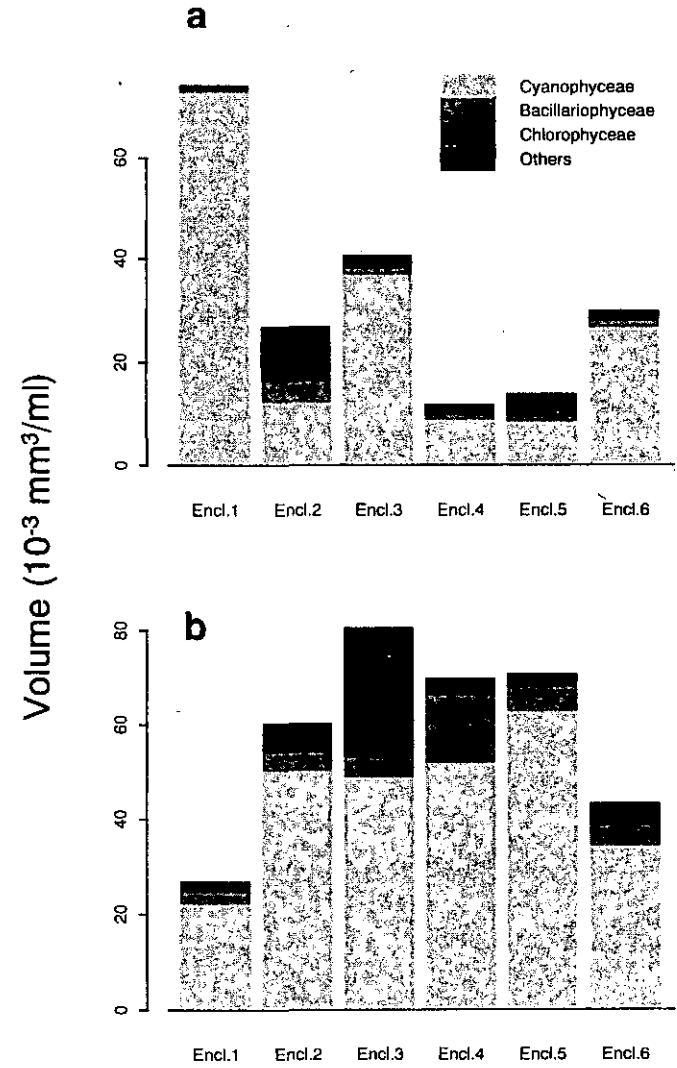 a
Cyanophyceae
Bacillariophyceae
Chlorophyceae
Others
60
40
20
0
Encl.1 Encl.2 Encl.3 Encl.4 Encl.5 Encl.6
Volume (10⁻³ mm³/ml)
b
80
60
40
20
0
Encl.1 Encl.2 Encl.3 Encl.4 Encl.5 Encl.6